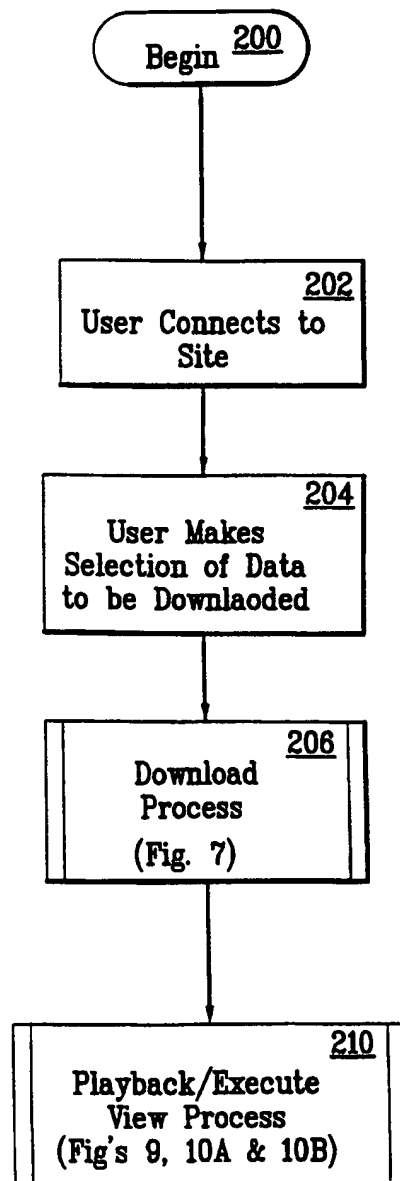 Begin 200
202
User Connects to
Site
204
User Makes
Selection of Data
to be Downlaoded
206
Download
Process
(Fig. 7)
210
Playback/Execute
View Process
(Fig's 9, 10A & 10B)